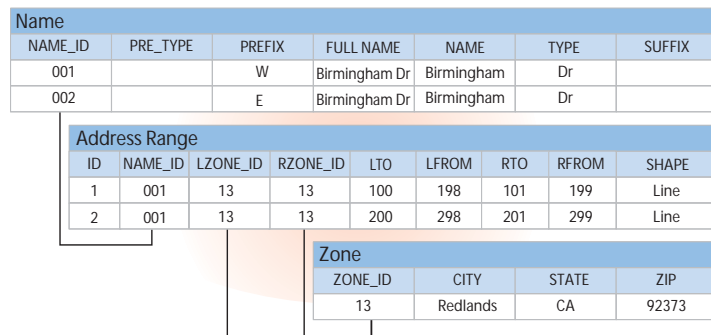 Name
NAME_ID PRE_TYPE PREFIX FULL NAME NAME TYPE SUFFIX
001 W Birmingham Dr Birmingham Dr
002 E Birmingham Dr Birmingham Dr
Address Range
ID NAME_ID LZONE_ID RZONE_ID LTO LFROM RTO RFROM SHAPE
1 001 13 13 100 198 101 199 Line
2 001 13 13 200 298 201 299 Line
Zone
ZONE_ID CITY STATE ZIP
13 Redlands CA 92373